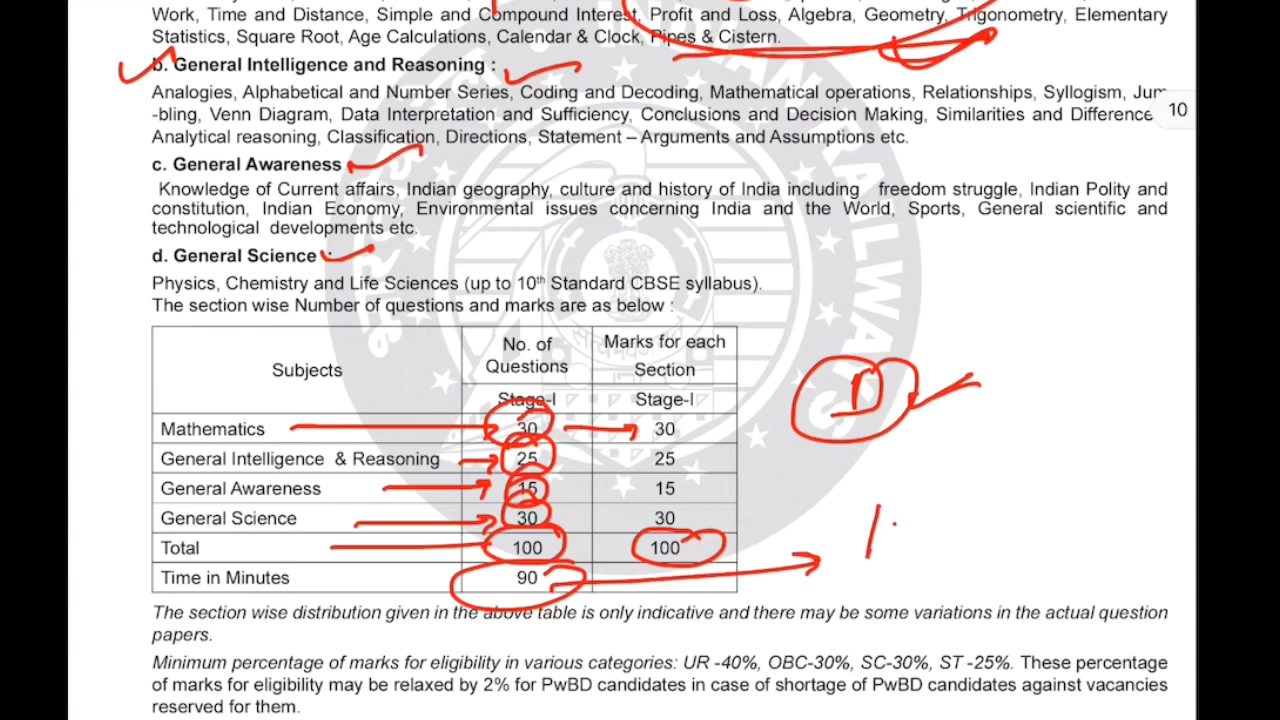 Work, Time and Distance, Simple and Compound Interest, Profit and Loss, Algebra, Geometry, Trigonometry, Elementary
Statistics, Square Root, Age Calculations, Calendar & Clock, Pipes & Cistern.
b. General Intelligence and Reasoning :
Analogies, Alphabetical and Number Series, Coding and Decoding, Mathematical operations, Relationships, Syllogism, Jum
-bling, Venn Diagram, Data Interpretation and Sufficiency, Conclusions and Decision Making, Similarities and Difference
10
Analytical reasoning, Classification, Directions, Statement – Arguments and Assumptions etc.
c. General Awareness
Knowledge of Current affairs, Indian geography, culture and history of India including freedom struggle, Indian Polity and
constitution, Indian Economy, Environmental issues concerning India and the World, Sports, General scientific and
technological developments etc.
d. General Science :
Physics, Chemistry and Life Sciences (up to 10th Standard CBSE syllabus).
The section wise Number of questions and marks are as below :
Subjects No. of Questions Marks for each Section
Stage-I Stage-I
Mathematics 30 30
General Intelligence & Reasoning 25 25
General Awareness 15 15
General Science 30 30
Total 100 100
Time in Minutes 90
The section wise distribution given in the above table is only indicative and there may be some variations in the actual question
papers.
Minimum percentage of marks for eligibility in various categories: UR -40%, OBC-30%, SC-30%, ST -25%. These percentage
of marks for eligibility may be relaxed by 2% for PwBD candidates in case of shortage of PwBD candidates against vacancies
reserved for them.